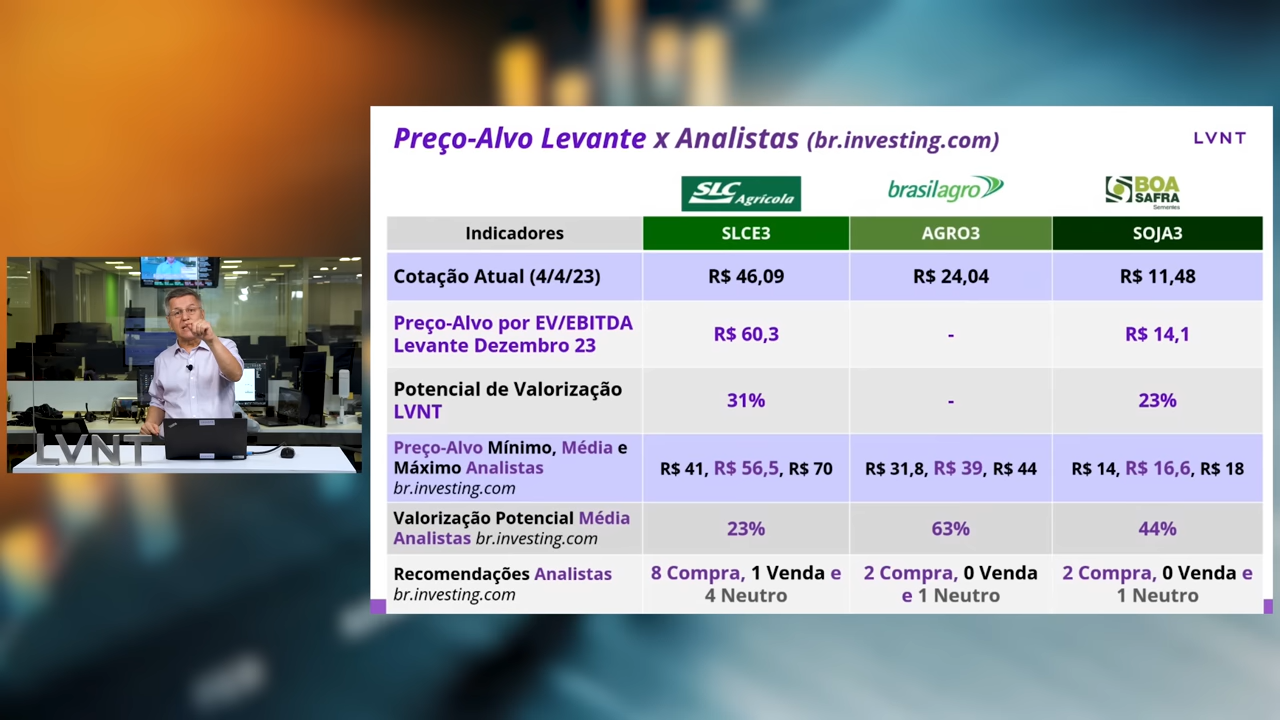 Preço-Alvo Levante x Analistas (br.investing.com)
LVNT
SLC Agrícola
brasilagro
BOA SAFRA
Sementes
Indicadores
SLCE3
AGRO3
SOJA3
Cotação Atual (4/4/23)
R$ 46,09
R$ 24,04
R$ 11,48
Preço-Alvo por EV/EBITDA
Levante Dezembro 23
R$ 60,3
-
R$ 14,1
Potencial de Valorização
LVNT
31%
-
23%
Preço-Alvo Mínimo, Média e
Máximo Analistas
br.investing.com
R$ 41, R$ 56,5, R$ 70
R$ 31,8, R$ 39, R$ 44
R$ 14, R$ 16,6, R$ 18
Valorização Potencial Média
Analistas br.investing.com
23%
63%
44%
Recomendações Analistas
br.investing.com
8 Compra, 1 Venda e
4 Neutro
2 Compra, 0 Venda
e 1 Neutro
2 Compra, 0 Venda e
1 Neutro
LVNT